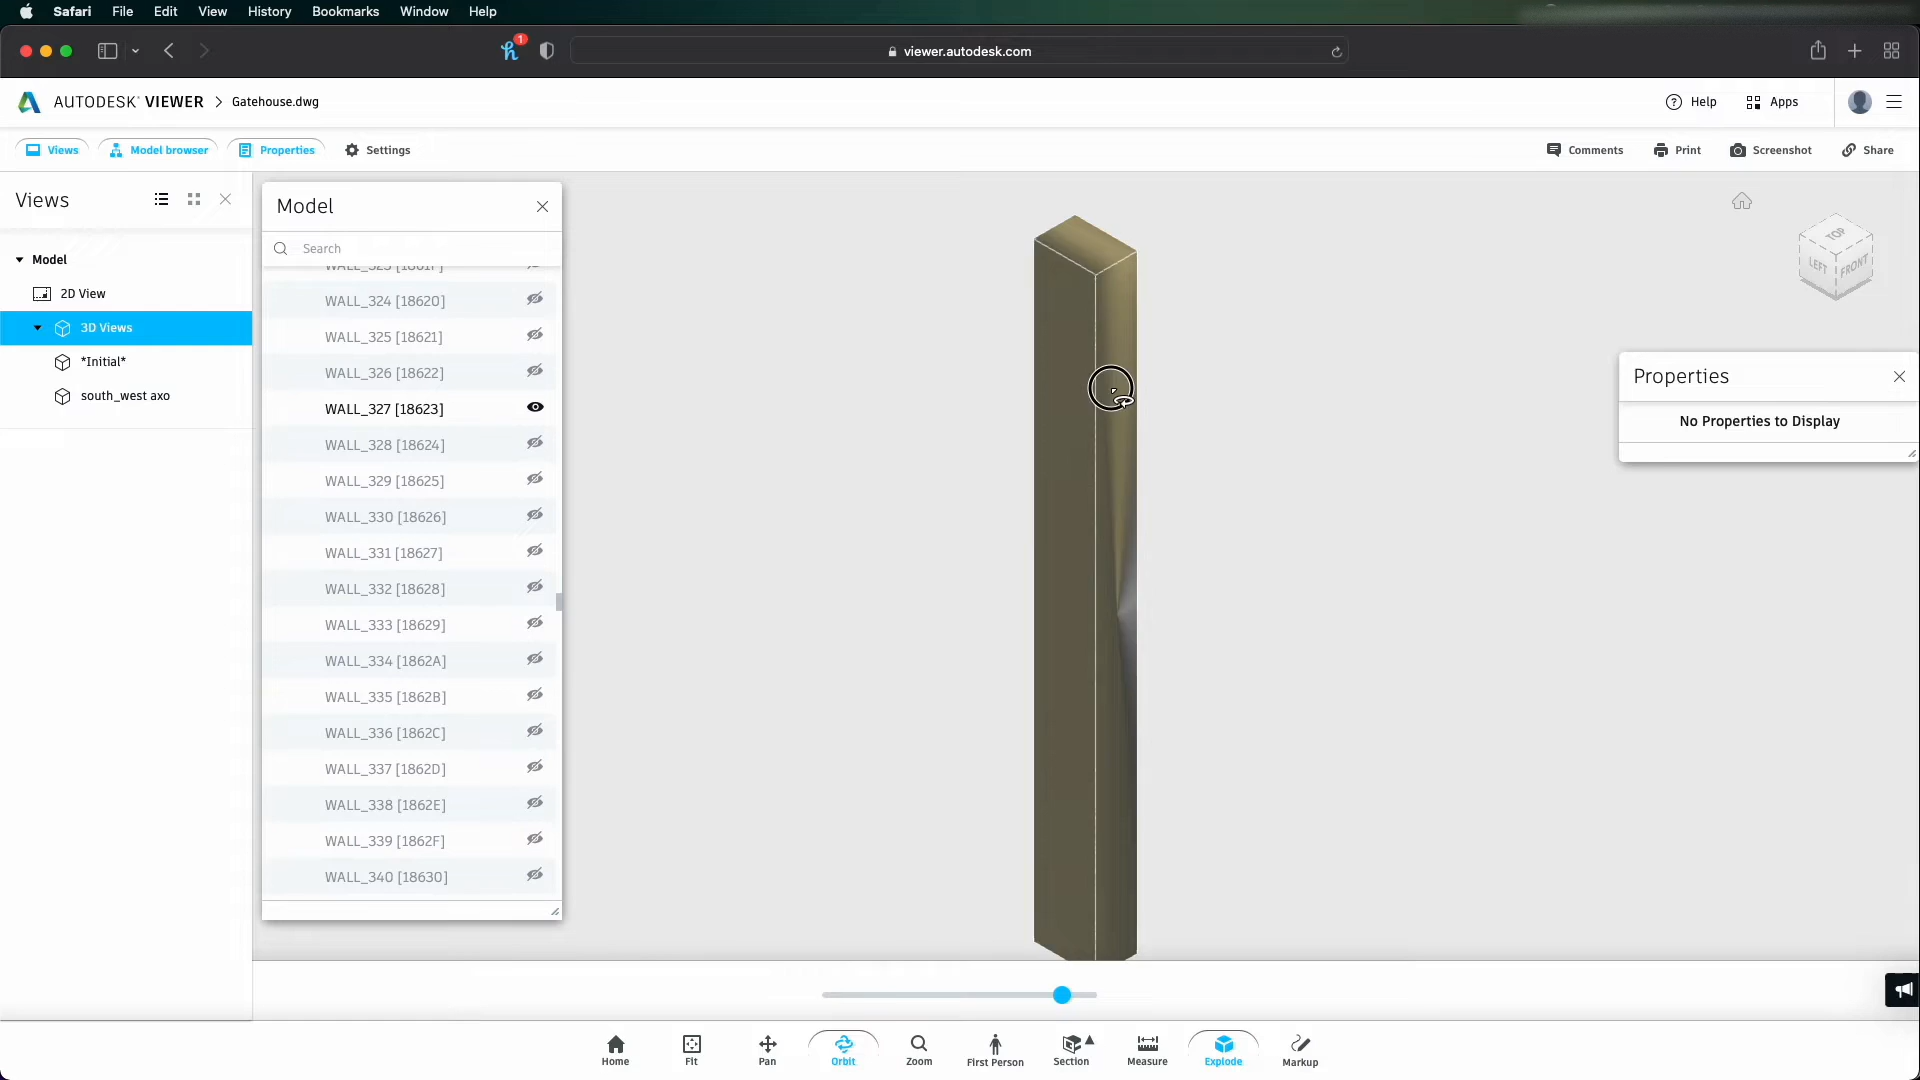 Safari File Edit View History Bookmarks Window Help
1
viewer.autodesk.com
AUTODESK VIEWER > Gatehouse.dwg
Help Apps
Views Model browser Properties Settings
Comments Print Screenshot Share
Views
Model
2D View
3D Views
*Initial*
south_west axo
Model
Search
WALL_324 [18620]
WALL_325 [18621]
WALL_326 [18622]
WALL_327 [18623]
WALL_328 [18624]
WALL_329 [18625]
WALL_330 [18626]
WALL_331 [18627]
WALL_332 [18628]
WALL_333 [18629]
WALL_334 [1862A]
WALL_335 [1862B]
WALL_336 [1862C]
WALL_337 [1862D]
WALL_338 [1862E]
WALL_339 [1862F]
WALL_340 [18630]
TOP
LEFT FRONT
Properties
No Properties to Display
Home Fit Pan Orbit Zoom First Person Section Measure Explode Markup